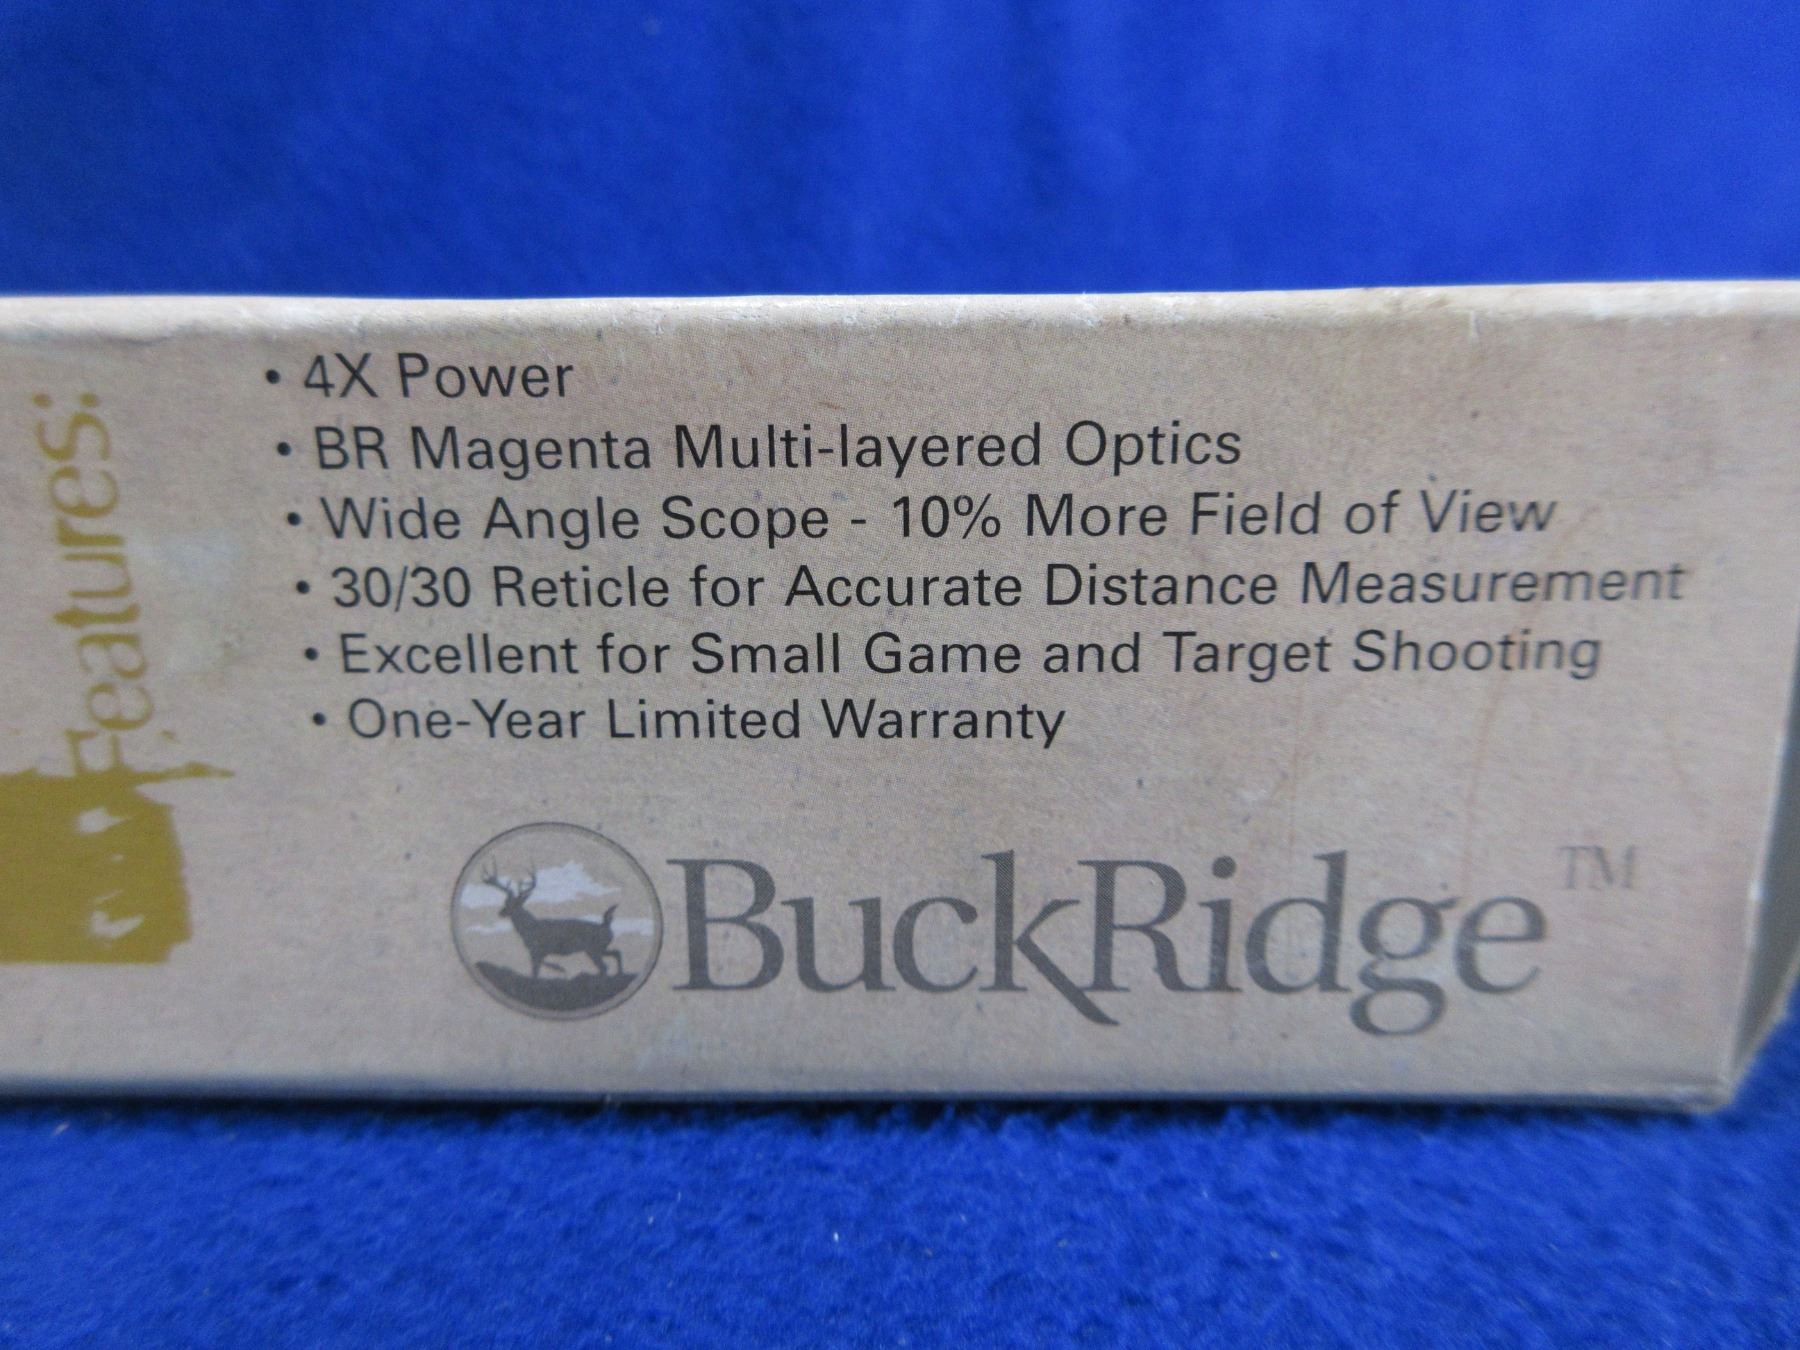 Features:
• 4X Power
• BR Magenta Multi-layered Optics
• Wide Angle Scope - 10% More Field of View
• 30/30 Reticle for Accurate Distance Measurement
• Excellent for Small Game and Target Shooting
• One-Year Limited Warranty
BuckRidge™